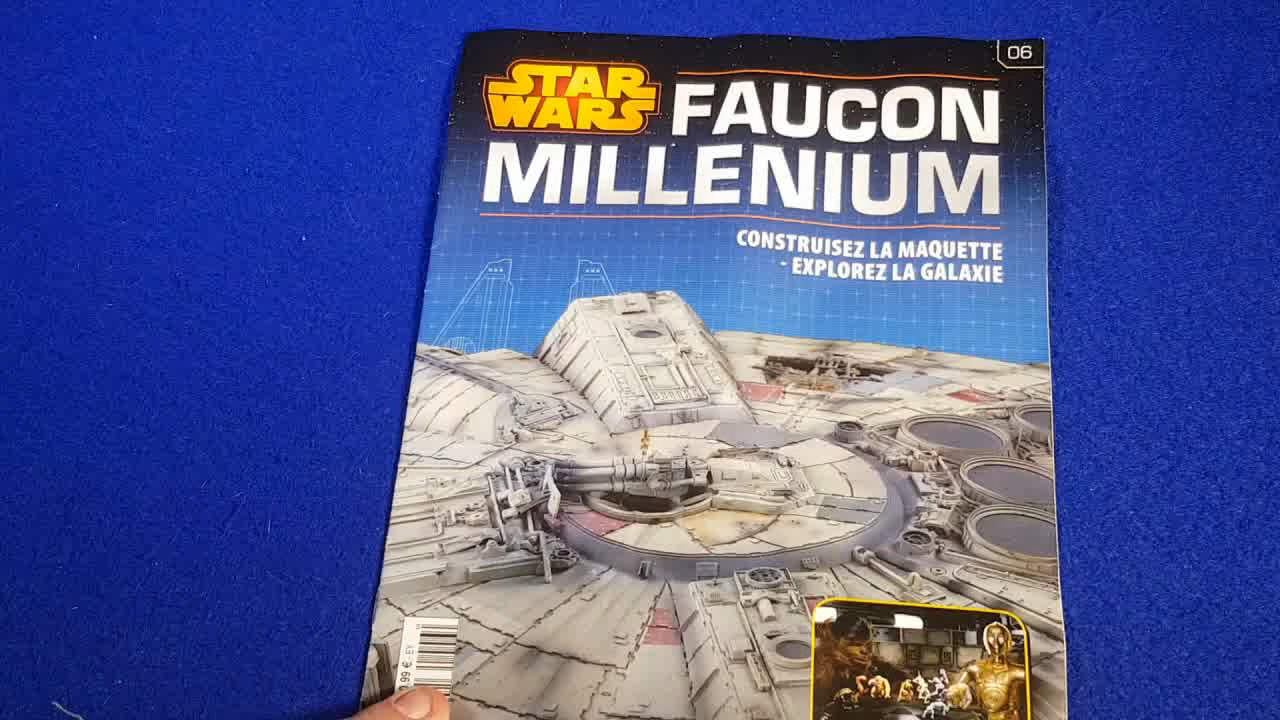 06
STAR
WARS
FAUCON
MILLENIUM
CONSTRUISEZ LA MAQUETTE
- EXPLOREZ LA GALAXIE